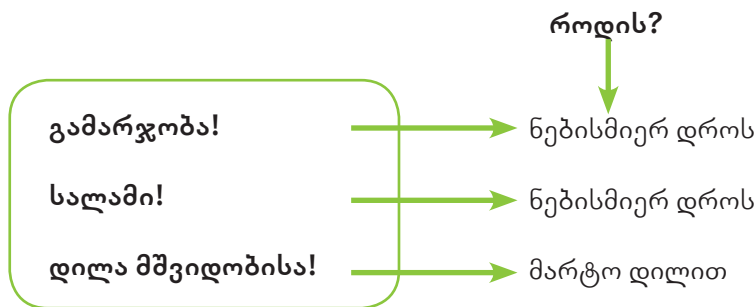 როდის?
გამარჯობა! ნებისმიერ დროს
სალამი! ნებისმიერ დროს
დილა მშვიდობისა! მარტო დილით